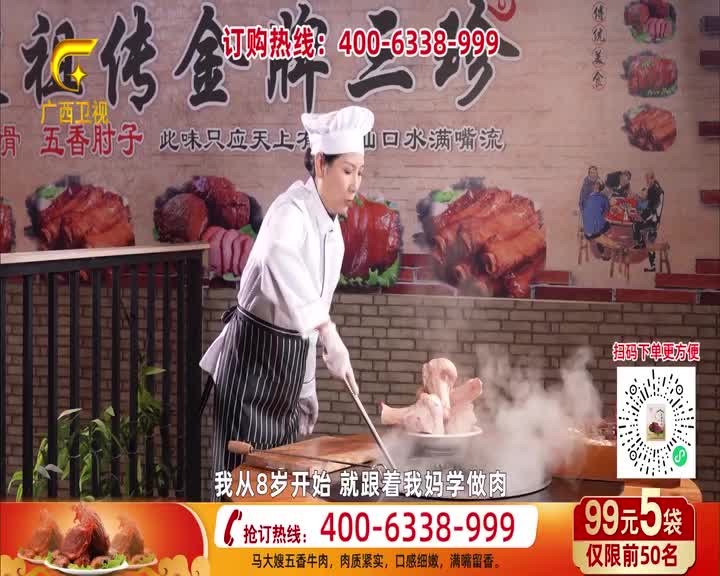 订购热线：400-6338-999
祖传金牌三珍
传统美食
广西卫视
骨 五香肘子 此味只应天上有 山口水满嘴流
扫码下单更方便
我从8岁开始 就跟着我妈学做肉
抢订热线：400-6338-999
99元5袋
仅限前50名
马大嫂五香牛肉，肉质紧实，口感细嫩，满嘴留香。